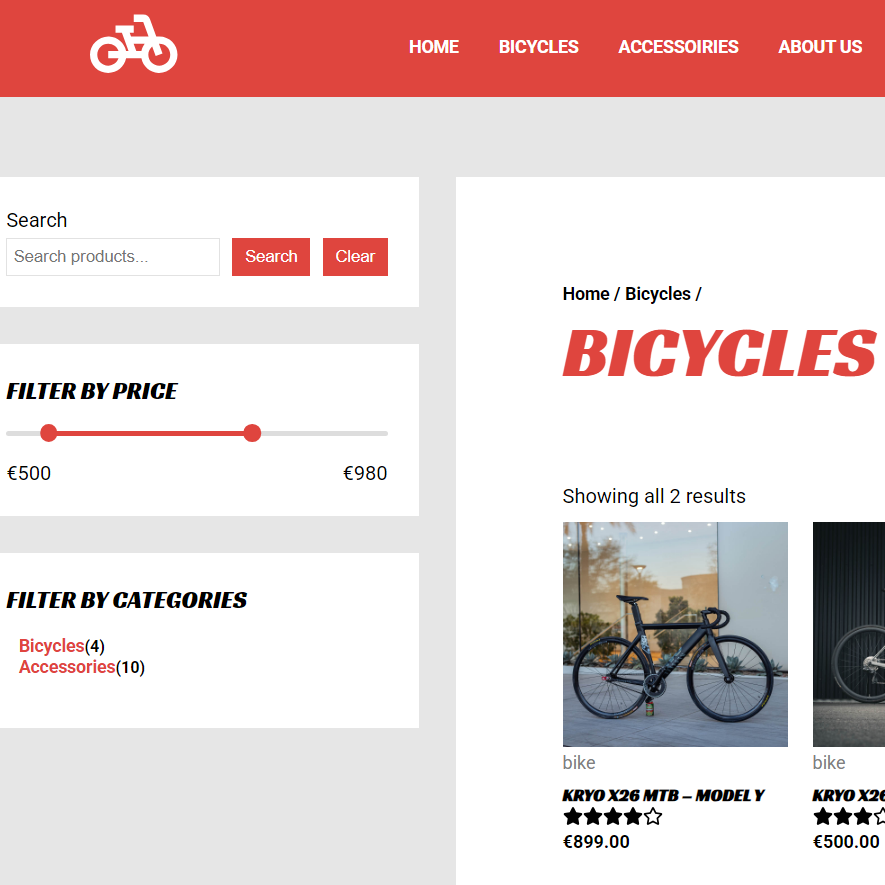 HOME BICYCLES ACCESSOIRIES ABOUT US
Search
Search products...
Search
Clear
FILTER BY PRICE
€500 €980
FILTER BY CATEGORIES
Bicycles(4)
Accessories(10)
Home / Bicycles /
BICYCLES
Showing all 2 results
bike
KRYO X26 MTB – MODEL Y
€899.00
bike
KRYO X26
€500.00